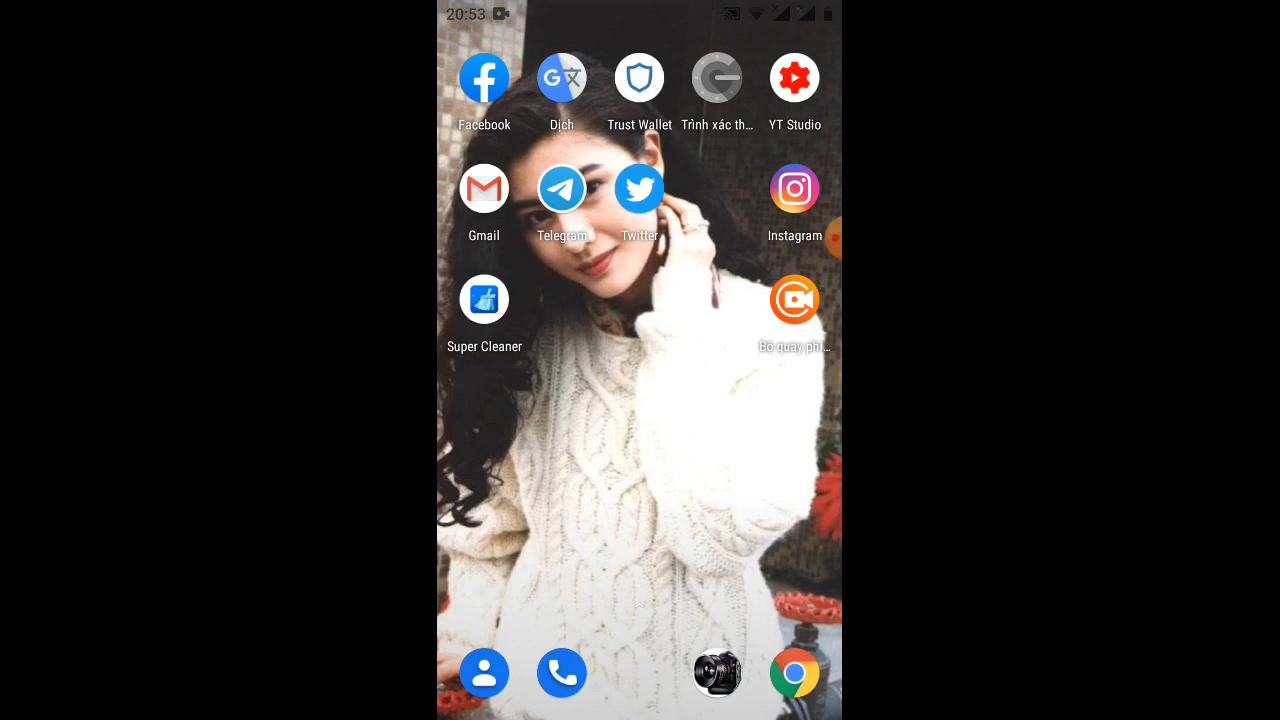 20:53
Facebook
Dịch
Trust Wallet
Trình xác th...
YT Studio
Gmail
Telegram
Twitter
Instagram
Super Cleaner
Bộ quay phi...